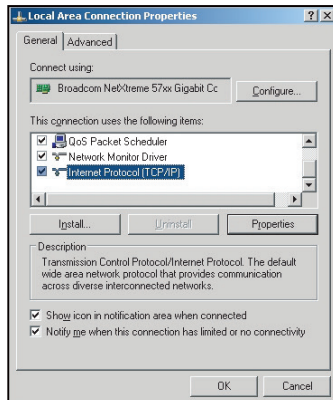 Local Area Connection Properties
General Advanced
Connect using:
Broadcom NetXtreme 57xx Gigabit Cc
Configure...
This connection uses the following items:
QoS Packet Scheduler
Network Monitor Driver
Internet Protocol (TCP/IP)
Install... Uninstall Properties
Description
Transmission Control Protocol/Internet Protocol. The default
wide area network protocol that provides communication
across diverse interconnected networks.
Show icon in notification area when connected
Notify me when this connection has limited or no connectivity
OK Cancel